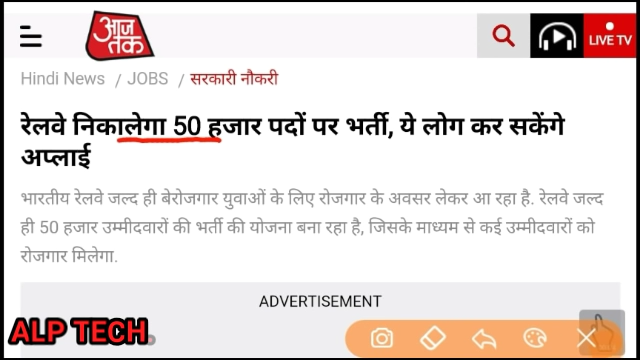 आज तक
LIVE TV
Hindi News / JOBS / सरकारी नौकरी
रेलवे निकालेगा 50 हजार पदों पर भर्ती, ये लोग कर सकेंगे
अप्लाई
भारतीय रेलवे जल्द ही बेरोजगार युवाओं के लिए रोजगार के अवसर लेकर आ रहा है. रेलवे जल्द
ही 50 हजार उम्मीदवारों की भर्ती की योजना बना रहा है, जिसके माध्यम से कई उम्मीदवारों को
रोजगार मिलेगा.
ADVERTISEMENT
ALP TECH